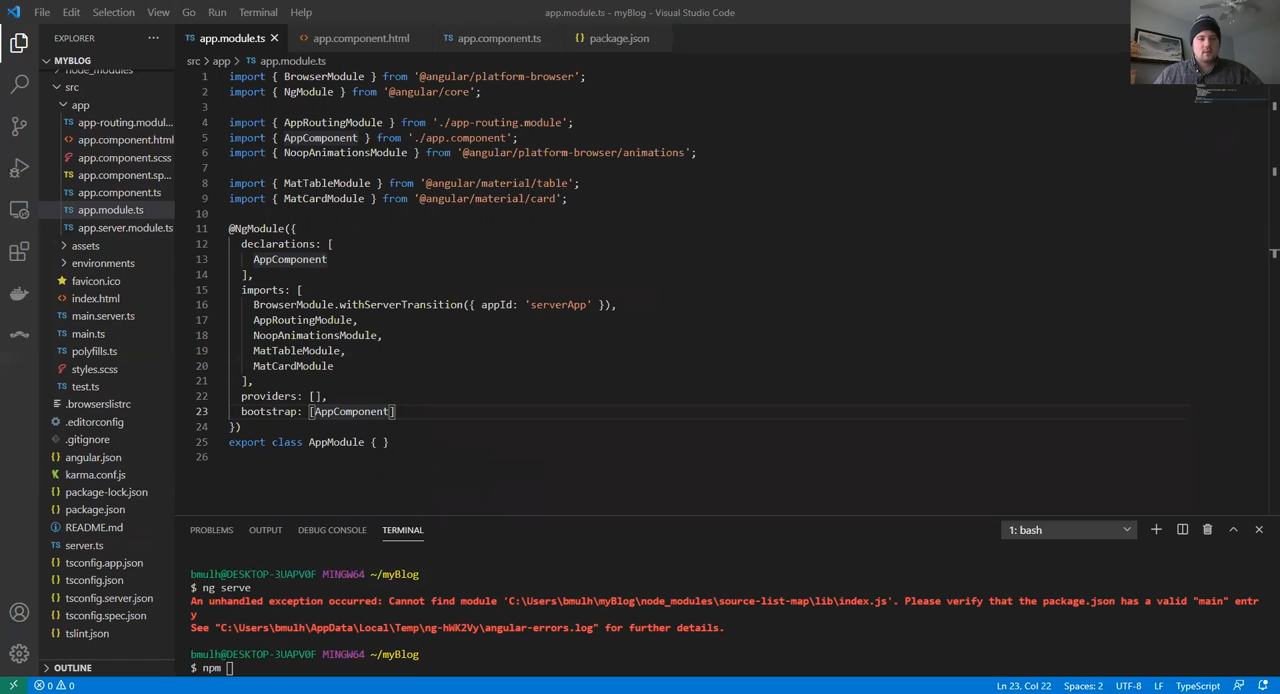 File Edit Selection View Go Run Terminal Help
app.module.ts - myBlog - Visual Studio Code
EXPLORER
MYBLOG
node_modules
src
app
app-routing.modul...
app.component.html
app.component.scss
app.component.sp...
app.component.ts
app.module.ts
app.server.module.ts
assets
environments
favicon.ico
index.html
main.server.ts
main.ts
polyfills.ts
styles.scss
test.ts
.browserslistrc
.editorconfig
.gitignore
angular.json
karma.conf.js
package-lock.json
package.json
README.md
server.ts
tsconfig.app.json
tsconfig.json
tsconfig.server.json
tsconfig.spec.json
tslint.json
OUTLINE
app.module.ts app.component.html app.component.ts package.json
src > app > app.module.ts
1 import { BrowserModule } from '@angular/platform-browser';
2 import { NgModule } from '@angular/core';
3
4 import { AppRoutingModule } from './app-routing.module';
5 import { AppComponent } from './app.component';
6 import { NoopAnimationsModule } from '@angular/platform-browser/animations';
7
8 import { MatTableModule } from '@angular/material/table';
9 import { MatCardModule } from '@angular/material/card';
10
11 @NgModule({
12 declarations: [
13 AppComponent
14 ],
15 imports: [
16 BrowserModule.withServerTransition({ appId: 'serverApp' }),
17 AppRoutingModule,
18 NoopAnimationsModule,
19 MatTableModule,
20 MatCardModule
21 ],
22 providers: [],
23 bootstrap: [AppComponent]
24 })
25 export class AppModule { }
26
PROBLEMS OUTPUT DEBUG CONSOLE TERMINAL
1: bash
bmulh@DESKTOP-3UAPV0F MINGW64 ~/myBlog
$ ng serve
An unhandled exception occurred: Cannot find module 'C:\Users\bmulh\myBlog\node_modules\source-list-map\lib\index.js'. Please verify that the package.json has a valid "main" entr
y
See "C:\Users\bmulh\AppData\Local\Temp\ng-hWK2Vy\angular-errors.log" for further details.
bmulh@DESKTOP-3UAPV0F MINGW64 ~/myBlog
$ npm
0 0 Ln 23, Col 22 Spaces: 2 UTF-8 LF TypeScript